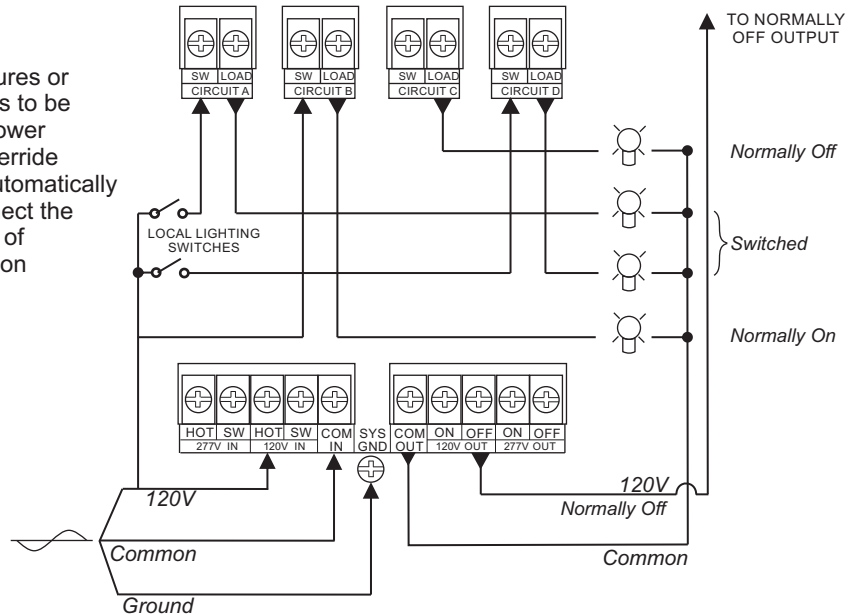 TO NORMALLY
OFF OUTPUT
SW LOAD
CIRCUIT A
SW LOAD
CIRCUIT B
SW LOAD
CIRCUIT C
SW LOAD
CIRCUIT D
ures or
s to be
ower
erride
utomatically
ect the
of
on
LOCAL LIGHTING
SWITCHES
Normally Off
Switched
Normally On
HOT SW HOT SW COM
277V IN 120V IN IN
SYS
GND
COM ON OFF ON OFF
OUT 120V OUT 277V OUT
120V
Common
Ground
120V
Normally Off
Common